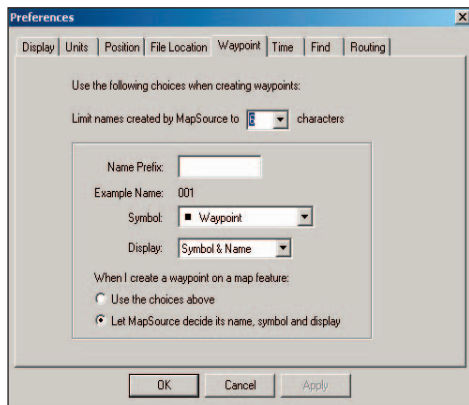 Preferences
Display Units Position File Location Waypoint Time Find Routing
Use the following choices when creating waypoints:
Limit names created by MapSource to 6 characters
Name Prefix:
Example Name: 001
Symbol: Waypoint
Display: Symbol & Name
When I create a waypoint on a map feature:
Use the choices above
Let MapSource decide its name, symbol and display
OK Cancel Apply